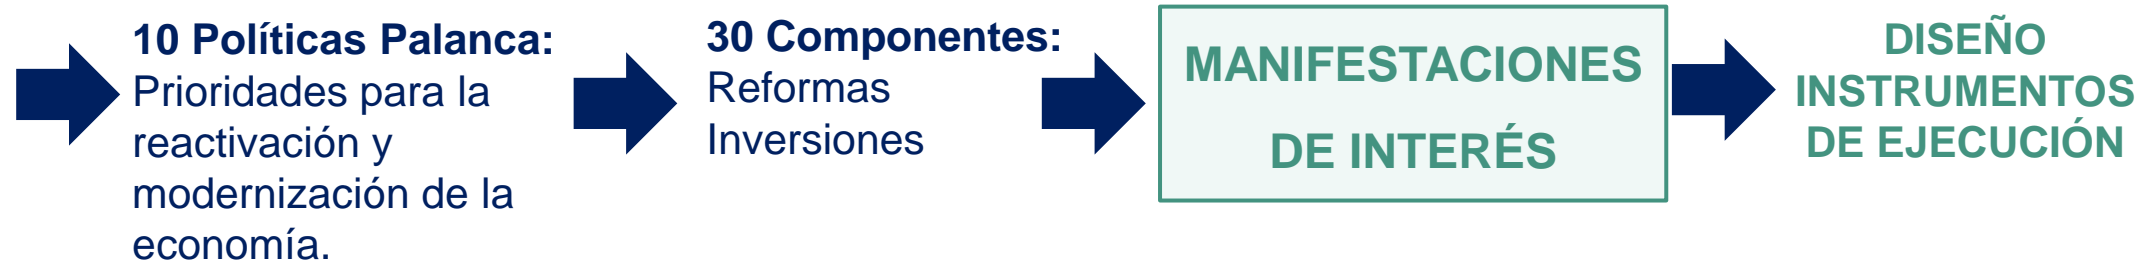 10 Políticas Palanca:
Prioridades para la
reactivación y
modernización de la
economía.
30 Componentes:
Reformas
Inversiones
MANIFESTACIONES
DE INTERÉS
DISEÑO
INSTRUMENTOS
DE EJECUCIÓN